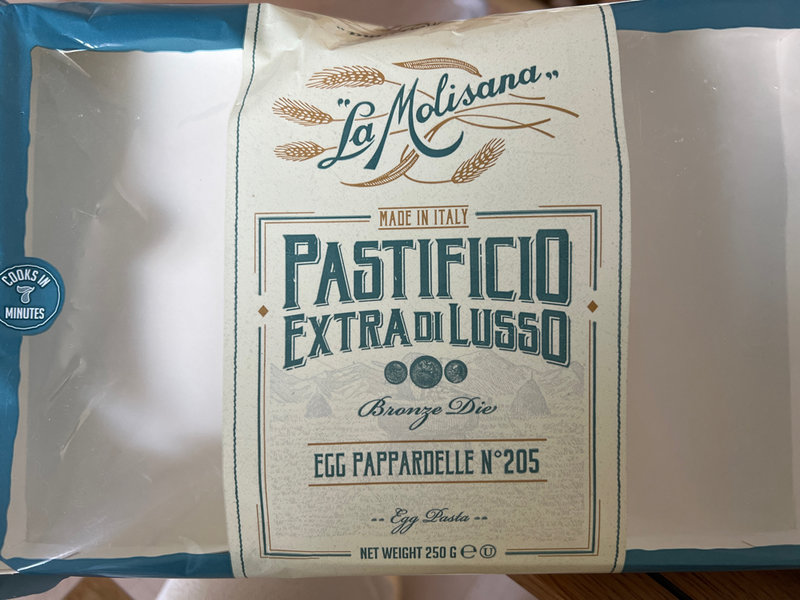 "La Molisana"
MADE IN ITALY
PASTIFICIO
EXTRA DI LUSSO
Bronze Die
EGG PAPPARDELLE N°205
-- Egg Pasta --
NET WEIGHT 250 G ℮ Ⓤ
COOKS IN
7
MINUTES